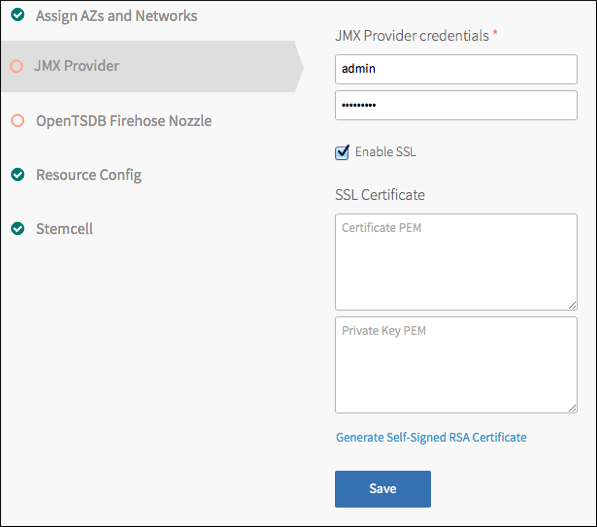 Assign AZs and Networks
JMX Provider
OpenTSDB Firehose Nozzle
Resource Config
Stemcell
JMX Provider credentials *
admin
•••••••••
Enable SSL
SSL Certificate
Certificate PEM
Private Key PEM
Generate Self-Signed RSA Certificate
Save